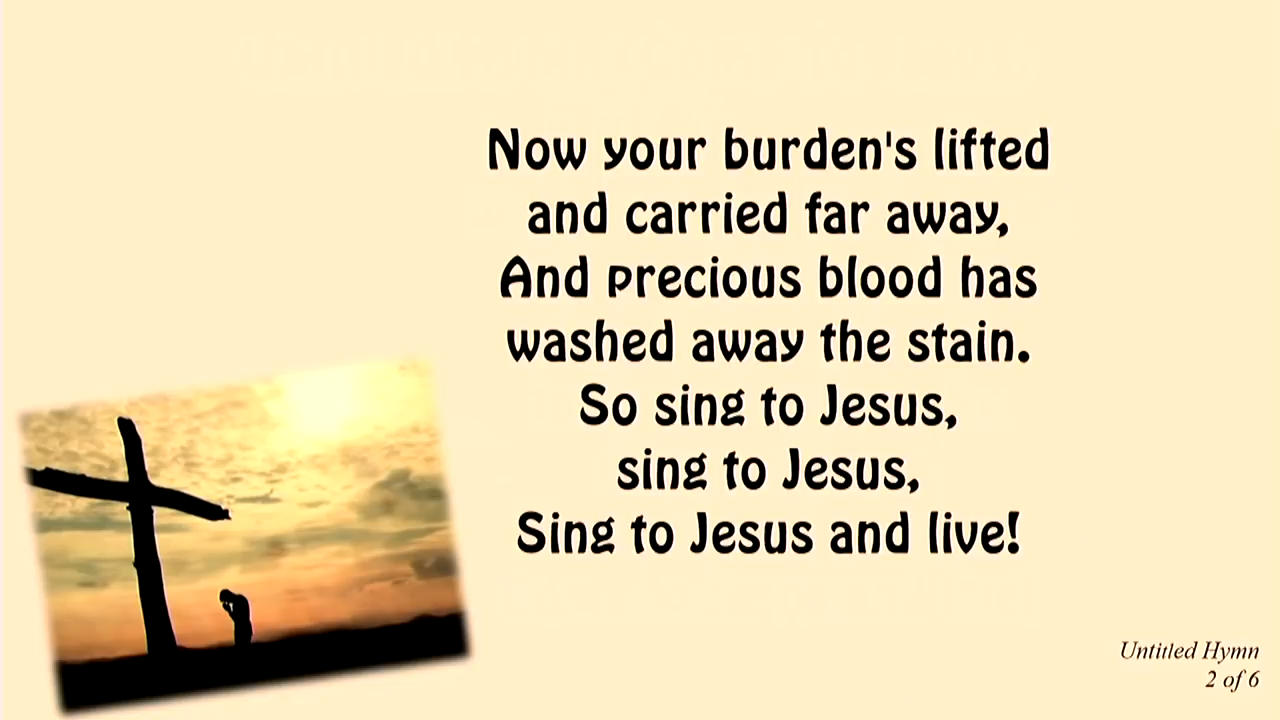 Now your burden's lifted
and carried far away,
And precious blood has
washed away the stain.
So sing to Jesus,
sing to Jesus,
Sing to Jesus and live!
Untitled Hymn
2 of 6